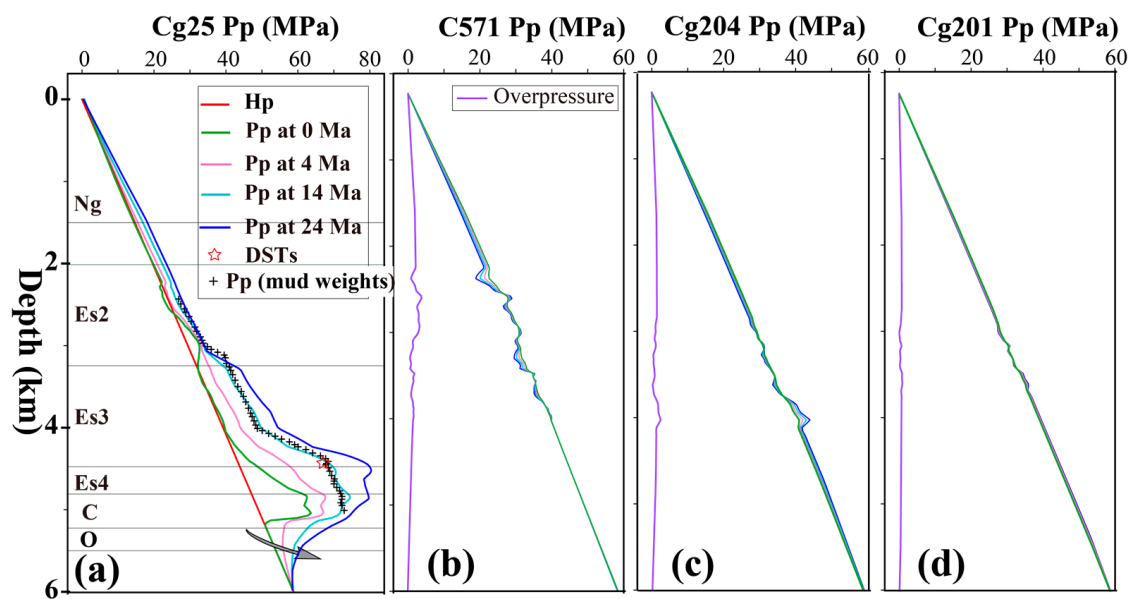 Cg25 Pp (MPa)
C571 Pp (MPa)
Cg204 Pp (MPa)
Cg201 Pp (MPa)
0 20 40 60 80
0 20 40 60
0 20 40 60
0 20 40 60
Depth (km)
0
2
4
6
Hp
Pp at 0 Ma
Pp at 4 Ma
Pp at 14 Ma
Pp at 24 Ma
DSTs
Pp (mud weights)
Overpressure
Ng
Es2
Es3
Es4
C
O
(a)
(b)
(c)
(d)